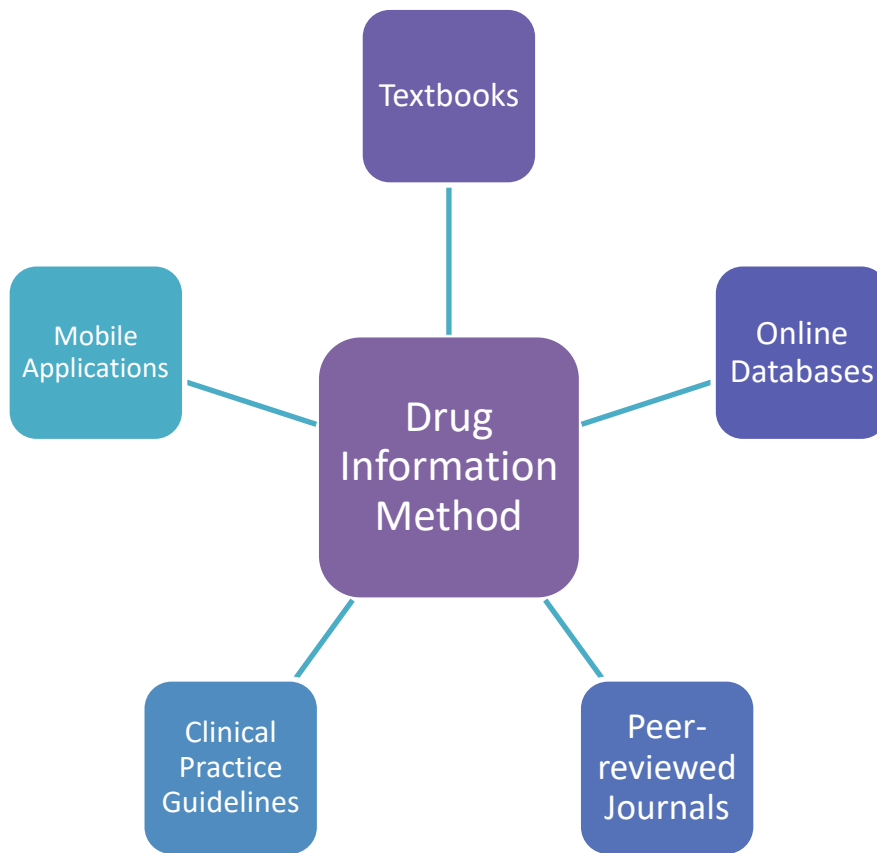 Textbooks
Online
Databases
Peer-
reviewed
Journals
Clinical
Practice
Guidelines
Mobile
Applications
Drug
Information
Method